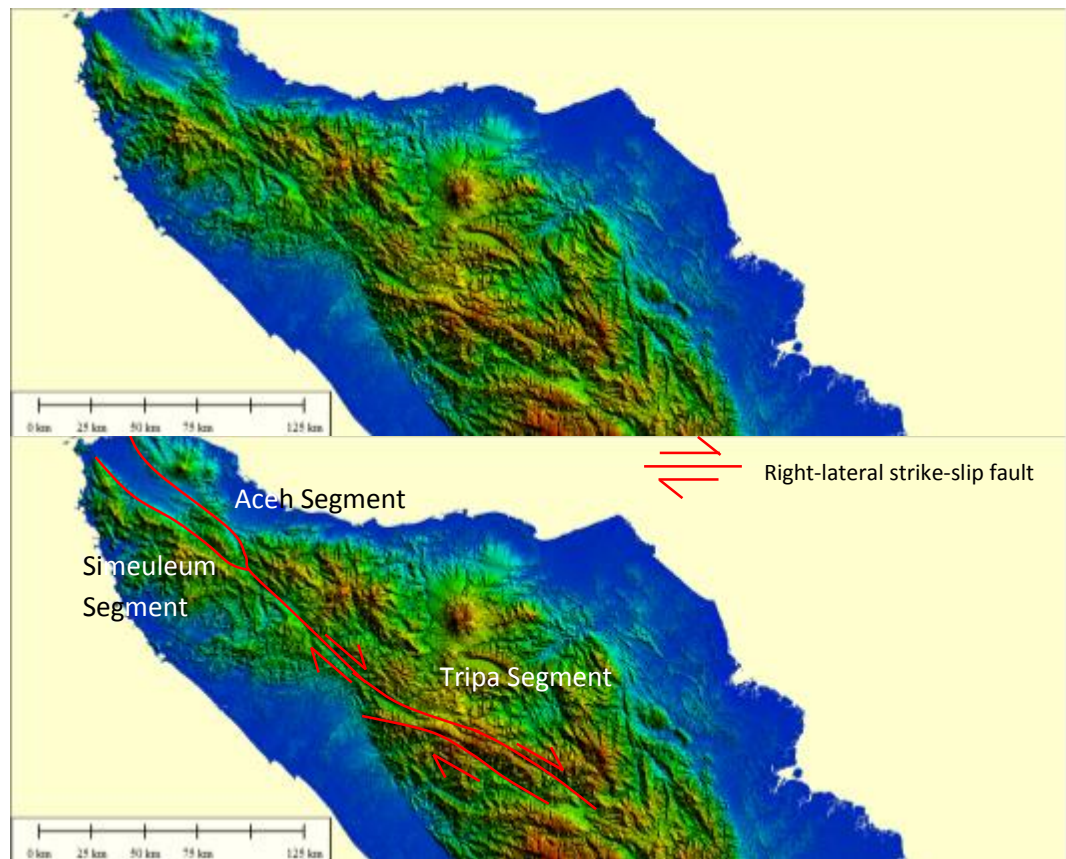 0 km 25 km 50 km 75 km 125 km
Right-lateral strike-slip fault
Aceh Segment
Simeuleum
Segment
Tripa Segment
0 km 25 km 50 km 75 km 125 km